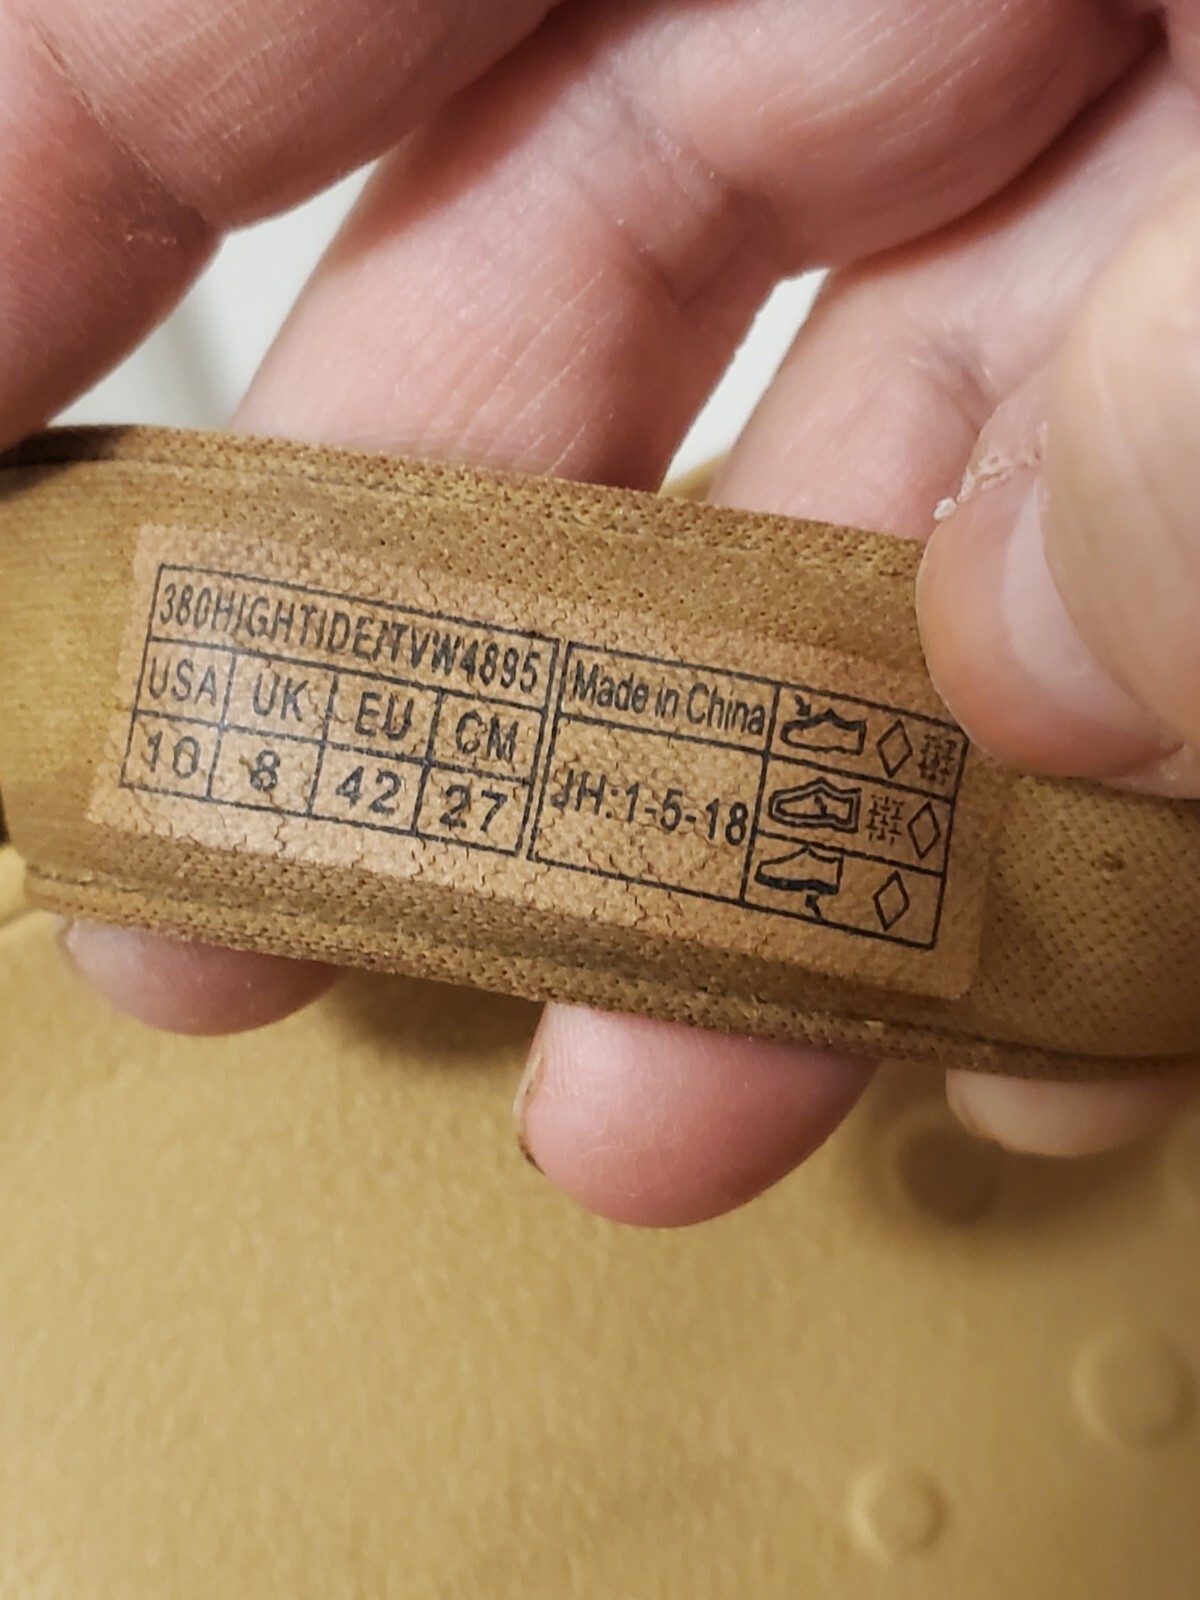 380HIGHTIDE/TVW4895
USA UK EU CM
10 8 42 27
Made in China
JH:1-5-18